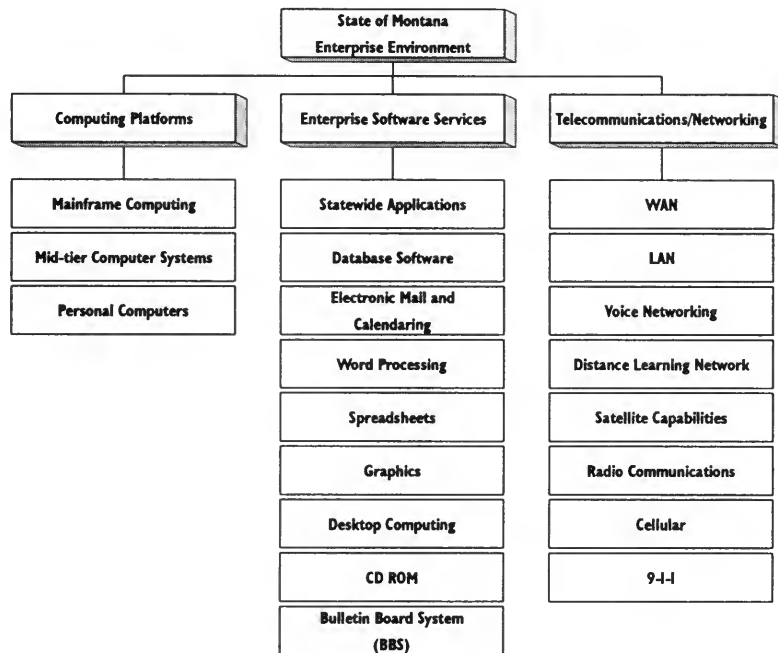 State of Montana
Enterprise Environment
Computing Platforms
Enterprise Software Services
Telecommunications/Networking
Mainframe Computing
Mid-tier Computer Systems
Personal Computers
Statewide Applications
Database Software
Electronic Mail and
Calendaring
Word Processing
Spreadsheets
Graphics
Desktop Computing
CD ROM
Bulletin Board System
(BBS)
WAN
LAN
Voice Networking
Distance Learning Network
Satellite Capabilities
Radio Communications
Cellular
9-1-1